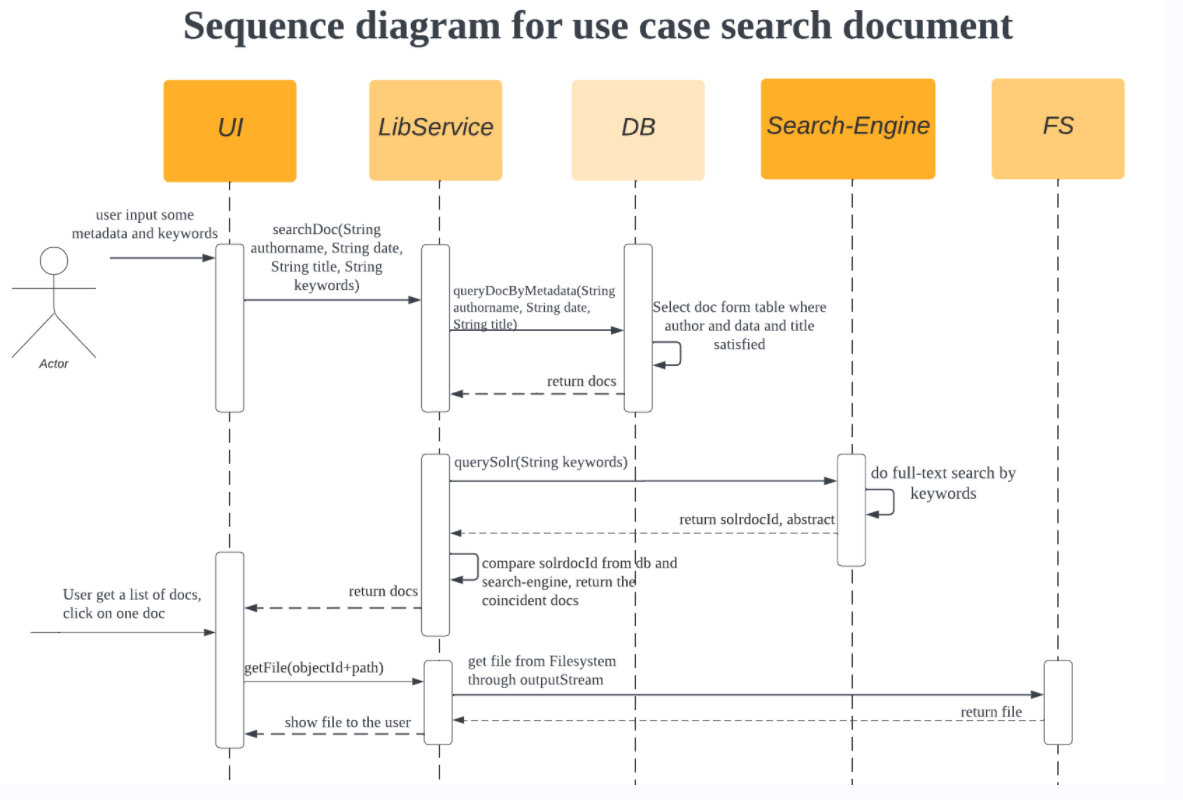 Sequence diagram for use case search document
UI
LibService
DB
Search-Engine
FS
user input some
metadata and keywords
searchDoc(String
authorname, String date,
String title, String
keywords)
Actor
queryDocByMetadata(String
authorname, String date,
String title)
Select doc form table where
author and data and title
satisfied
return docs
querySolr(String keywords)
do full-text search by
keywords
return solrdocId, abstract
compare solrdocId from db and
search-engine, return the
coincident docs
return docs
User get a list of docs,
click on one doc
getFile(objectId+path)
get file from Filesystem
through outputStream
return file
show file to the user